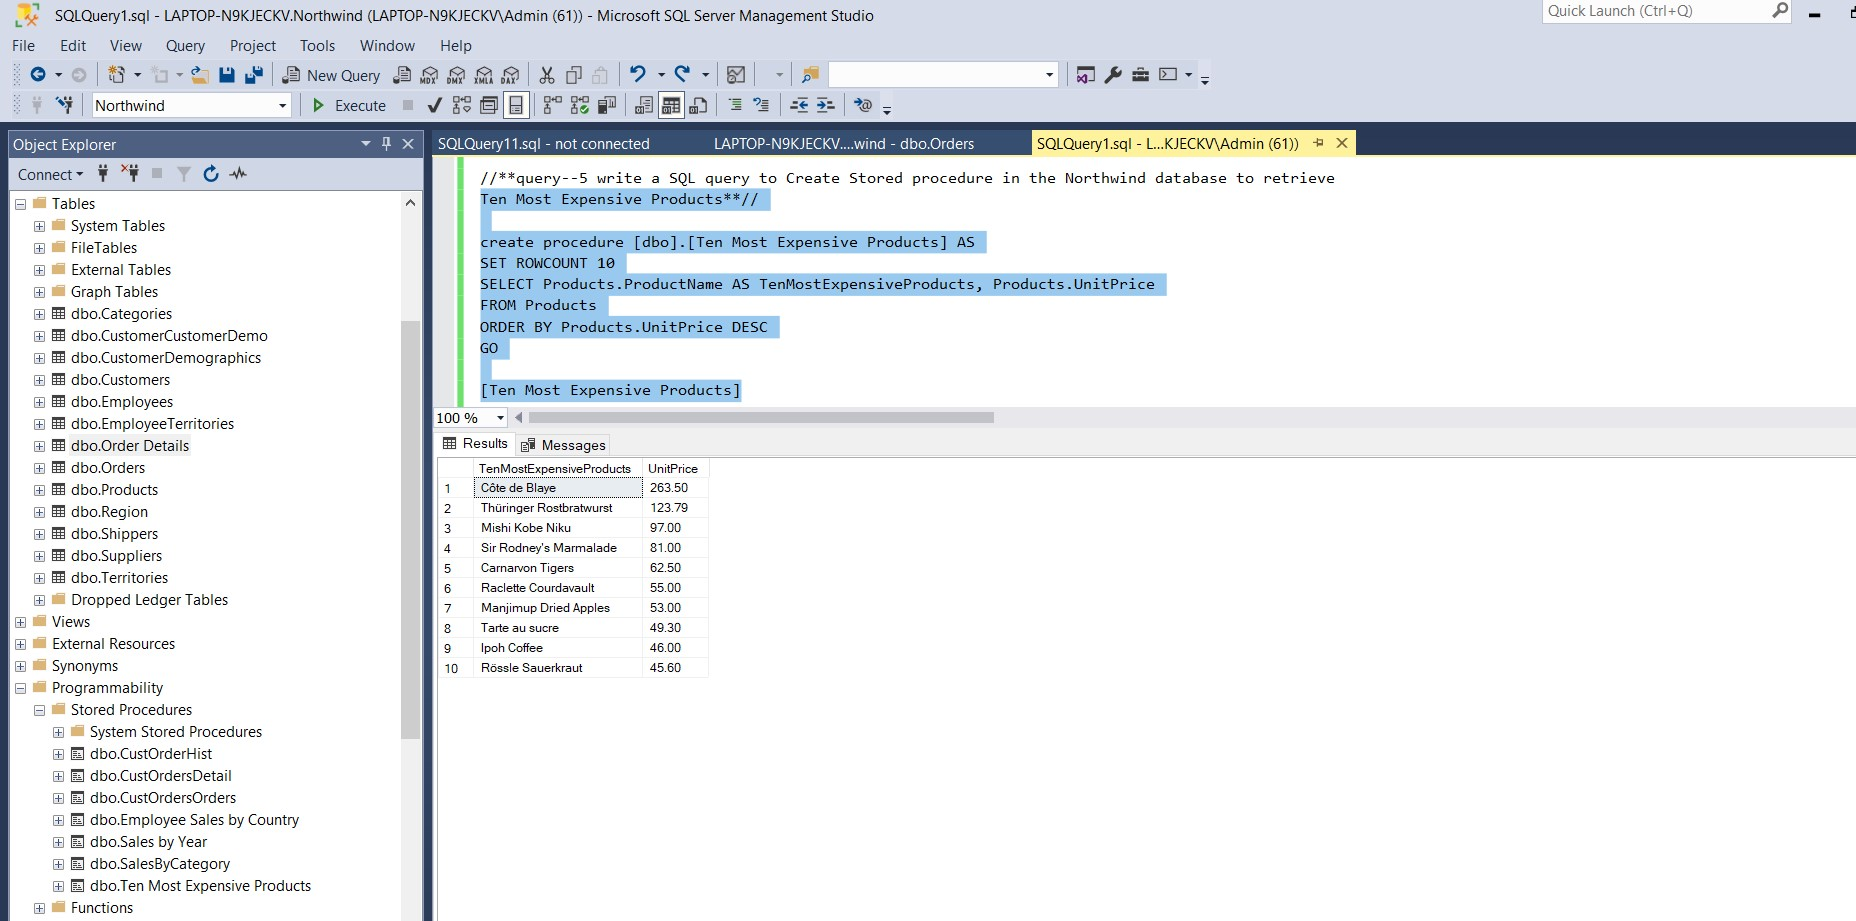 SQLQuery1.sql - LAPTOP-N9KJECKV.Northwind (LAPTOP-N9KJECKV\Admin (61)) - Microsoft SQL Server Management Studio
Quick Launch (Ctrl+Q)
File Edit View Query Project Tools Window Help
New Query MDX DMX XMLA DAX
Northwind Execute
Object Explorer
Connect
Tables
System Tables
FileTables
External Tables
Graph Tables
dbo.Categories
dbo.CustomerCustomerDemo
dbo.CustomerDemographics
dbo.Customers
dbo.Employees
dbo.EmployeeTerritories
dbo.Order Details
dbo.Orders
dbo.Products
dbo.Region
dbo.Shippers
dbo.Suppliers
dbo.Territories
Dropped Ledger Tables
Views
External Resources
Synonyms
Programmability
Stored Procedures
System Stored Procedures
dbo.CustOrderHist
dbo.CustOrdersDetail
dbo.CustOrdersOrders
dbo.Employee Sales by Country
dbo.Sales by Year
dbo.SalesByCategory
dbo.Ten Most Expensive Products
Functions
SQLQuery11.sql - not connected LAPTOP-N9KJECKV....wind - dbo.Orders SQLQuery1.sql - L...KJECKV\Admin (61))
//**query--5 write a SQL query to Create Stored procedure in the Northwind database to retrieve
Ten Most Expensive Products**//
create procedure [dbo].[Ten Most Expensive Products] AS
SET ROWCOUNT 10
SELECT Products.ProductName AS TenMostExpensiveProducts, Products.UnitPrice
FROM Products
ORDER BY Products.UnitPrice DESC
GO
[Ten Most Expensive Products]
100 %
Results Messages
TenMostExpensiveProducts UnitPrice
1 Côte de Blaye 263.50
2 Thüringer Rostbratwurst 123.79
3 Mishi Kobe Niku 97.00
4 Sir Rodney's Marmalade 81.00
5 Carnarvon Tigers 62.50
6 Raclette Courdavault 55.00
7 Manjimup Dried Apples 53.00
8 Tarte au sucre 49.30
9 Ipoh Coffee 46.00
10 Rössle Sauerkraut 45.60